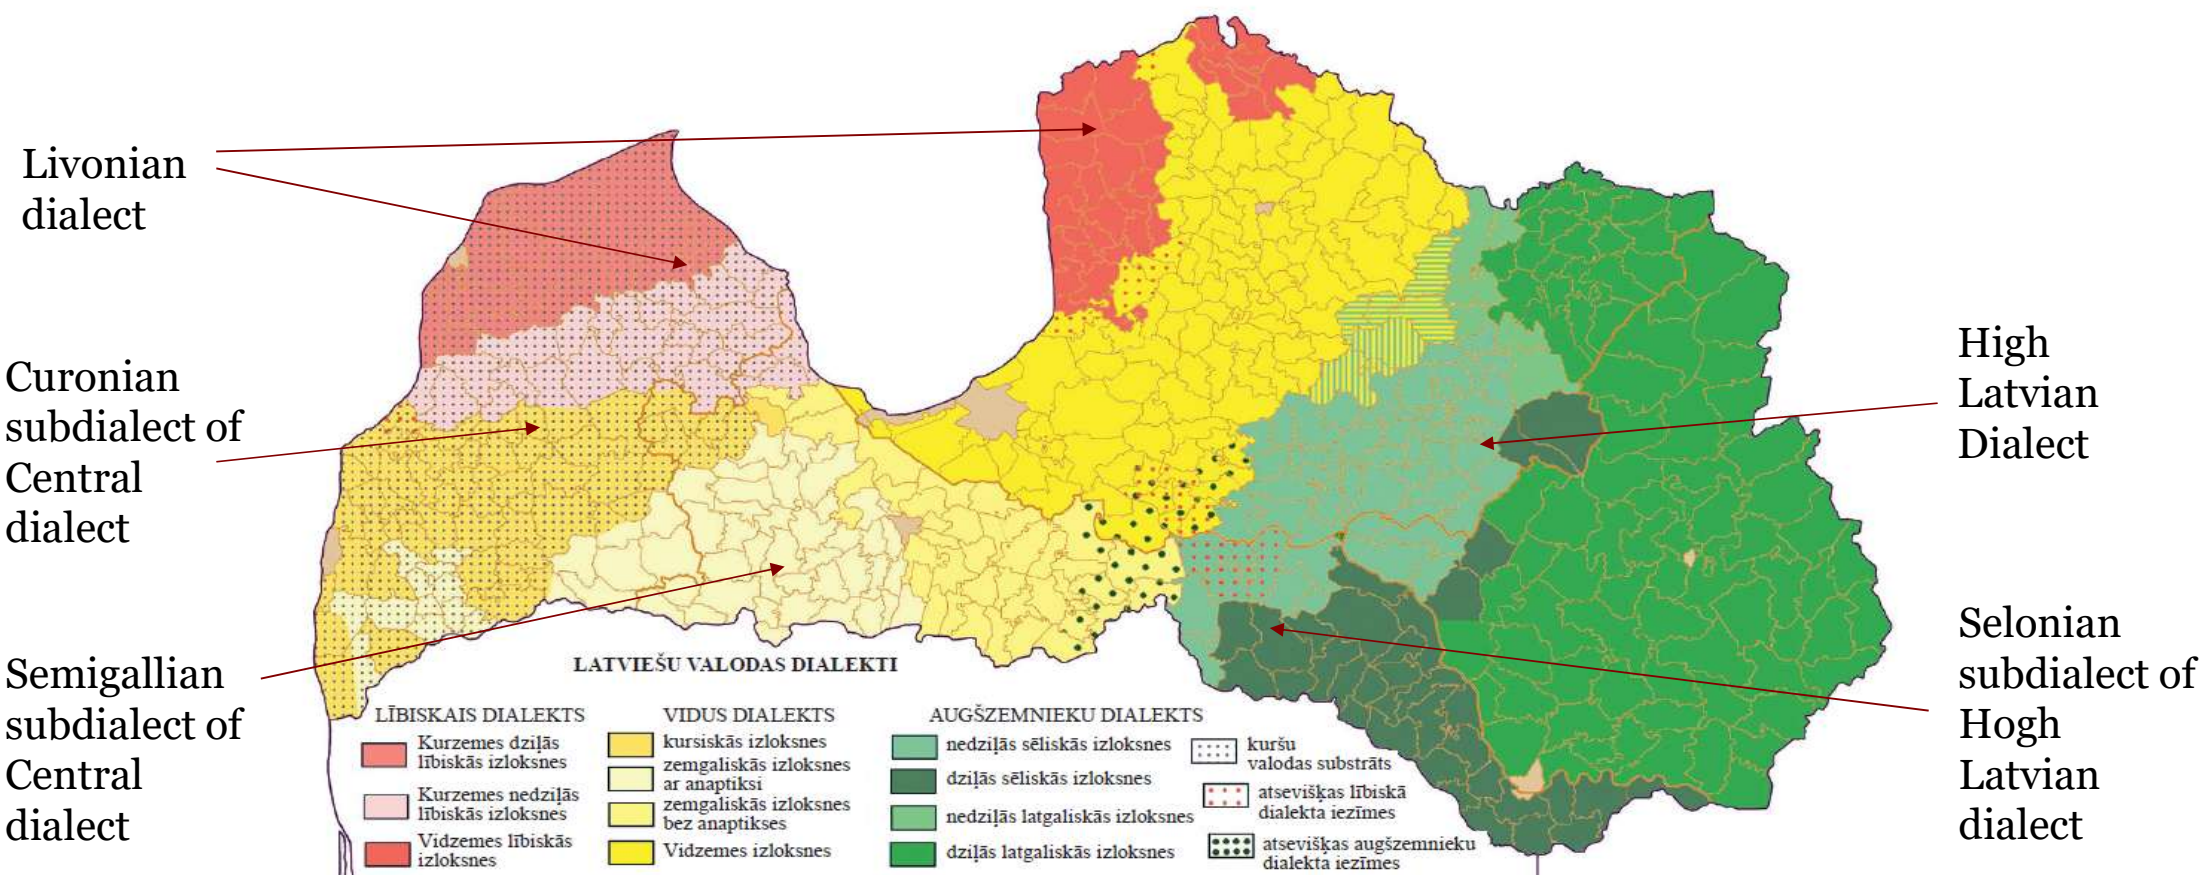 Livonian
dialect
Curonian
subdialect of
Central
dialect
Semigallian
subdialect of
Central
dialect
High
Latvian
Dialect
Selonian
subdialect of
Hogh
Latvian
dialect
LATVIEŠU VALODAS DIALEKTI
LĪBISKAIS DIALEKTS
Kurzemes dziļās
lībiskās izloksnes
Kurzemes nedziļās
lībiskās izloksnes
Vidzemes lībiskās
izloksnes
VIDUS DIALEKTS
kursiskās izloksnes
zemgaliskās izloksnes
ar anaptiksi
zemgaliskās izloksnes
bez anaptikses
Vidzemes izloksnes
AUGŠZEMNIEKU DIALEKTS
nedziļās sēliskās izloksnes
dziļās sēliskās izloksnes
nedziļās latgaliskās izloksnes
dziļās latgaliskās izloksnes
kuršu
valodas substrāts
atsevišķas lībiskā
dialekta iezīmes
atsevišķas augšzemnieku
dialekta iezīmes